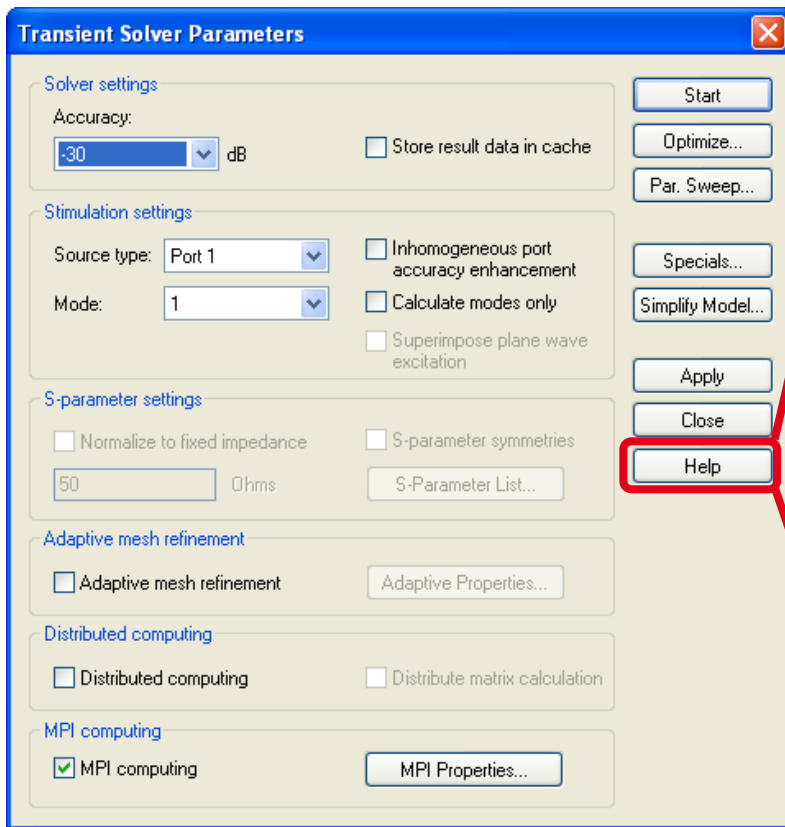 Transient Solver Parameters
Solver settings
Accuracy:
-30 dB
Store result data in cache
Stimulation settings
Source type: Port 1
Inhomogeneous port
accuracy enhancement
Mode: 1
Calculate modes only
Superimpose plane wave
excitation
S-parameter settings
Normalize to fixed impedance
S-parameter symmetries
50 Ohms
S-Parameter List...
Adaptive mesh refinement
Adaptive mesh refinement
Adaptive Properties...
Distributed computing
Distributed computing
Distribute matrix calculation
MPI computing
MPI computing
MPI Properties...
Start
Optimize...
Par. Sweep...
Specials...
Simplify Model...
Apply
Close
Help